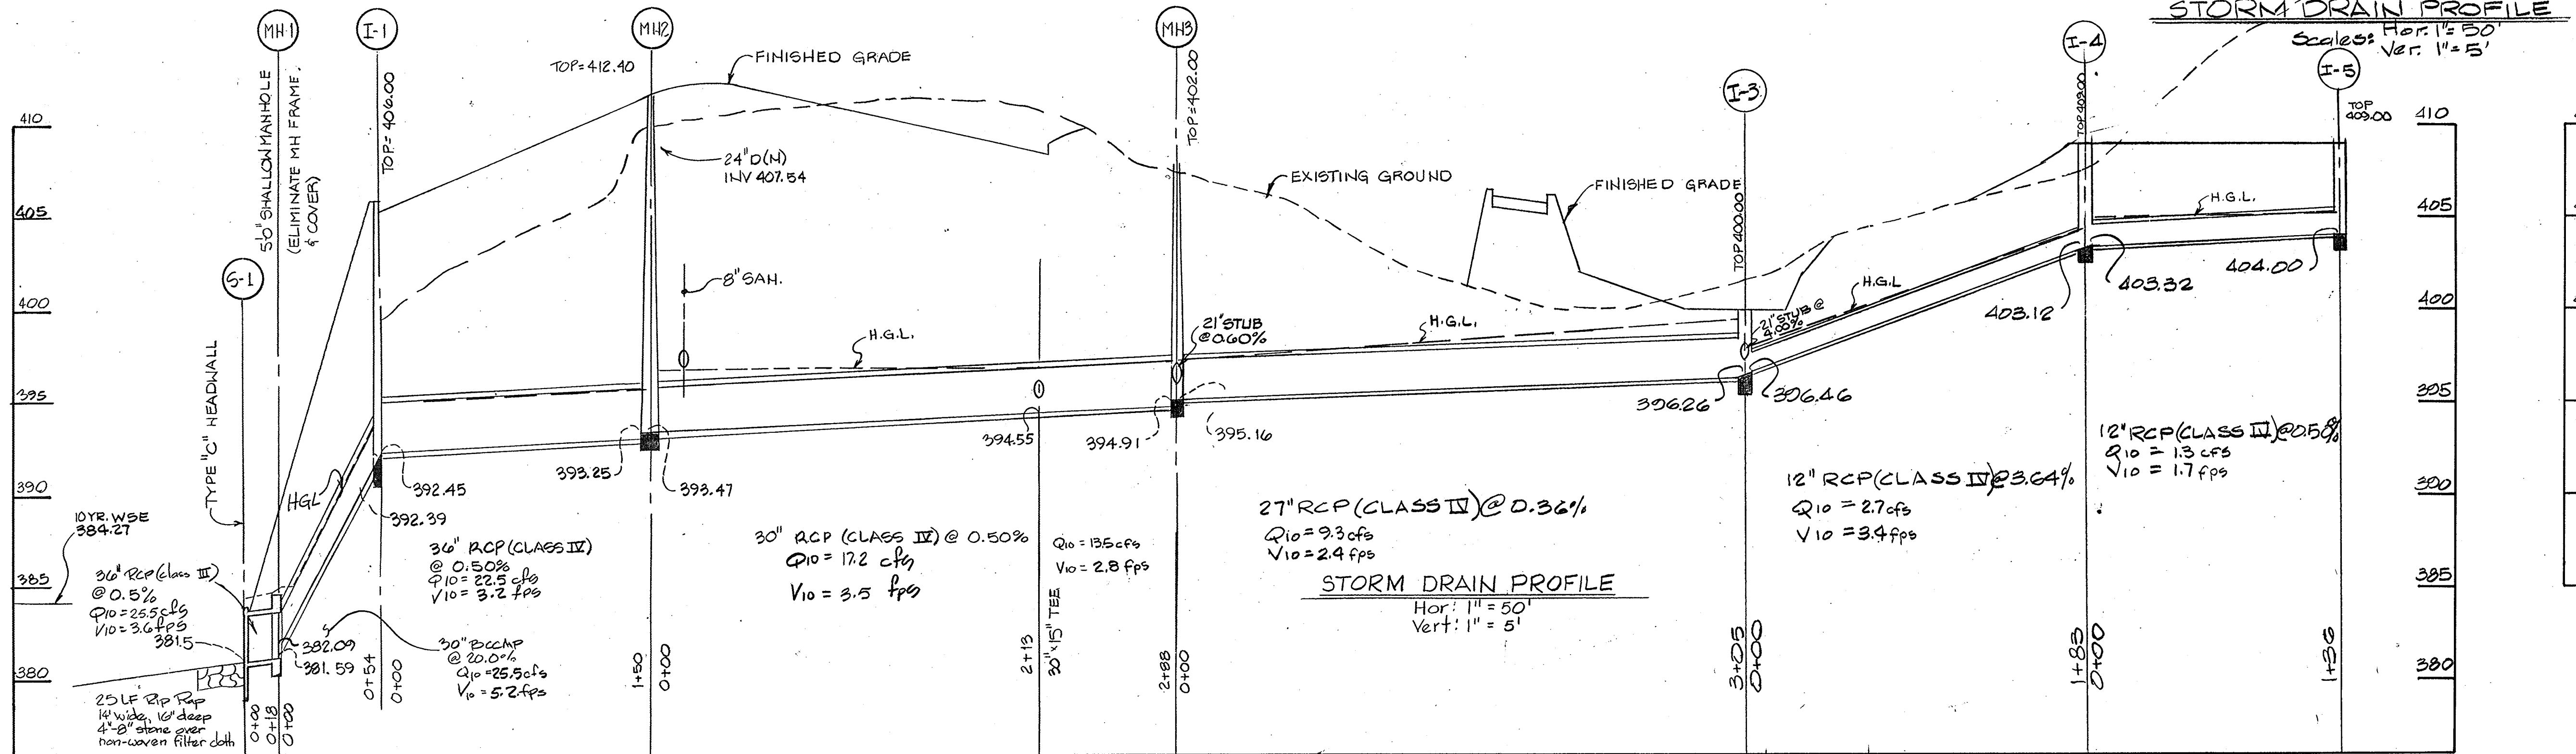 STORM DRAIN PROFILE
Scales: Hor. 1"= 50'
Ver. 1"= 5'
MH-1
I-1
MH2
MH3
I-3
I-4
I-5
S-1
5'0" SHALLOW MANHOLE
(ELIMINATE MH FRAME.
& COVER)
TOP= 406.00
TOP=412.40
FINISHED GRADE
24" D(N)
INV 407.54
8" SAN.
H.G.L.
TOP=402.00
EXISTING GROUND
FINISHED GRADE
TOP 400.00
TOP 409.00
TOP
409.00
410
405
400
395
390
385
380
410
405
400
395
390
385
380
21" STUB
@0.60%
H.G.L.
21" STUB @
4.00%
H.G.L
H.G.L.
403.12
403.32
404.00
TYPE "C" HEADWALL
HGL
392.45
392.39
393.25
393.47
394.55
394.91
395.16
396.26
396.46
10 YR. WSE
384.27
36" RCP (class III)
@ 0.5%
Q10 = 25.5 cfs
V10 = 3.6 fps
381.5
382.09
381.59
36" RCP (CLASS IV)
@ 0.50%
Q10 = 22.5 cfs
V10 = 3.2 fps
30" BCCMP
@ 20.0%
Q10 = 25.5 cfs
V10 = 5.2 fps
30" RCP (CLASS IV) @ 0.50%
Q10 = 17.2 cfs
V10 = 3.5 fps
Q10 = 13.5 cfs
V10 = 2.8 fps
27" RCP (CLASS IV) @ 0.36%
Q10 = 9.3 cfs
V10 = 2.4 fps
12" RCP (CLASS IV) @ 3.64%
Q10 = 2.7 cfs
V10 = 3.4 fps
12" RCP (CLASS IV) @ 0.50%
Q10 = 1.3 cfs
V10 = 1.7 fps
STORM DRAIN PROFILE
Hor: 1" = 50'
Vert: 1" = 5'
25 LF Rip Rap
14' wide, 16" deep
4"-8" stone over
non-woven filter cloth
0+00
0+18
0+00
0+54
0+00
1+50
0+00
2+13
30"x15" TEE
2+88
0+00
3+05
0+00
1+83
0+00
1+36